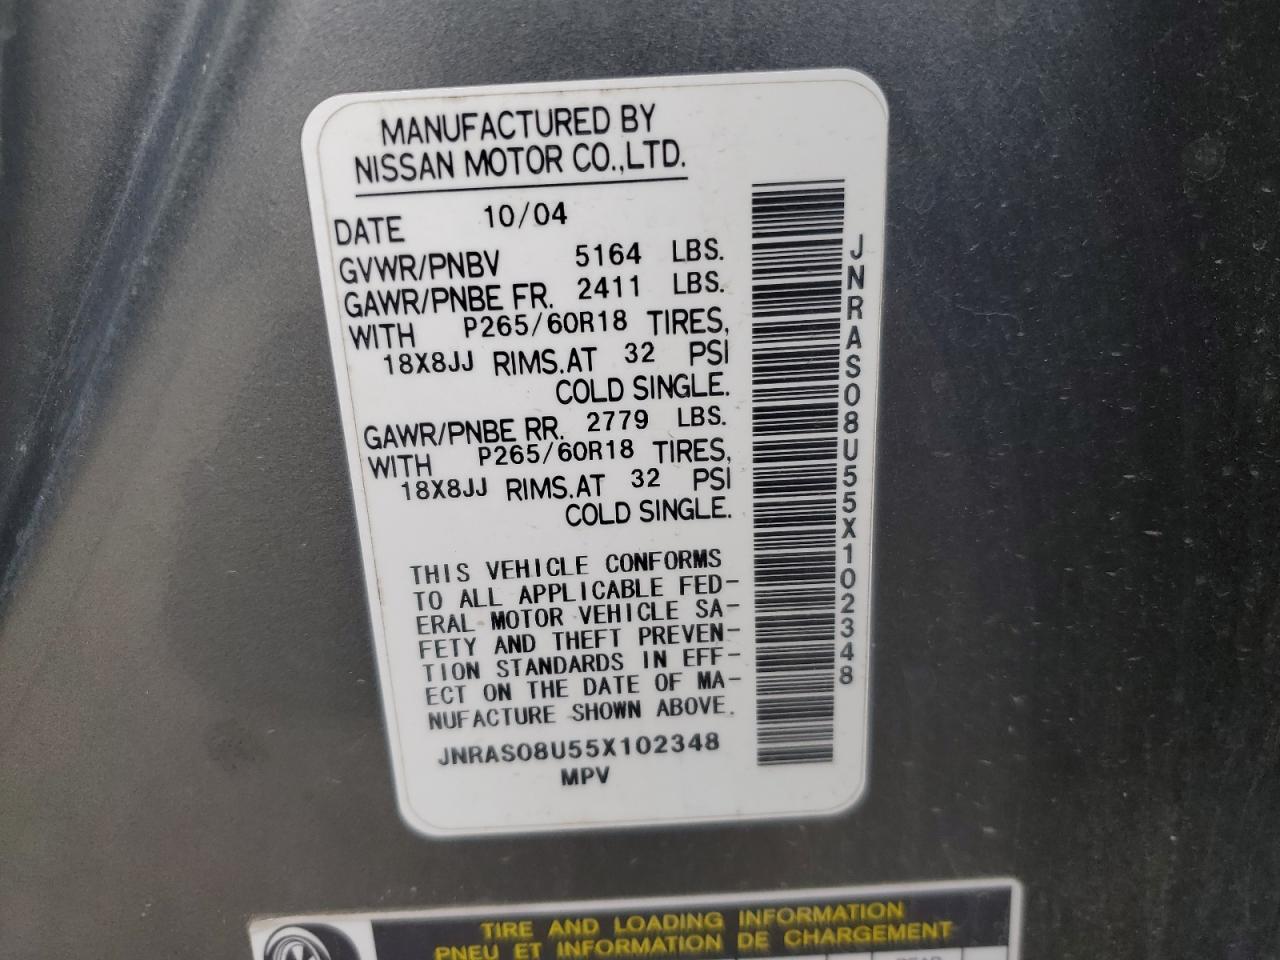 MANUFACTURED BY
NISSAN MOTOR CO.,LTD.
DATE 10/04
GVWR/PNBV 5164 LBS.
GAWR/PNBE FR. 2411 LBS.
WITH P265/60R18 TIRES,
18X8JJ RIMS.AT 32 PSI
COLD SINGLE.
GAWR/PNBE RR. 2779 LBS.
WITH P265/60R18 TIRES,
18X8JJ RIMS.AT 32 PSI
COLD SINGLE.
THIS VEHICLE CONFORMS
TO ALL APPLICABLE FED-
ERAL MOTOR VEHICLE SA-
FETY AND THEFT PREVEN-
TION STANDARDS IN EFF-
ECT ON THE DATE OF MA-
NUFACTURE SHOWN ABOVE.
JNRAS08U55X102348
MPV
JNRAS08U55X102348
TIRE AND LOADING INFORMATION
PNEU ET INFORMATION DE CHARGEMENT